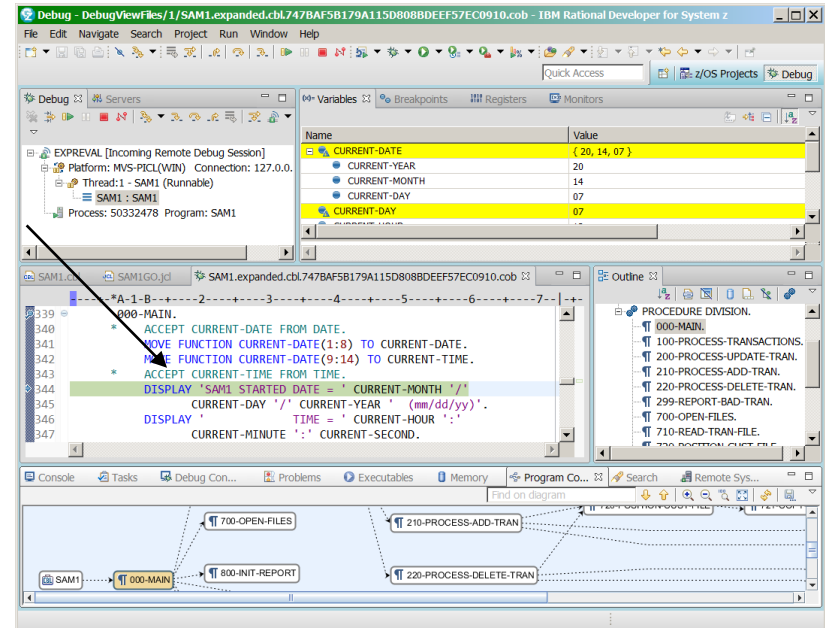 Debug - DebugViewFiles/1/SAM1.expanded.cbl.747BAF5B179A115D808BDEEF57EC0910.cob - IBM Rational Developer for System z
File Edit Navigate Search Project Run Window Help
Quick Access z/OS Projects Debug
Debug Servers
EXPREVAL [Incoming Remote Debug Session]
Platform: MVS-PICL(WIN) Connection: 127.0.0.
Thread:1 - SAM1 (Runnable)
SAM1 : SAM1
Process: 50332478 Program: SAM1
Variables Breakpoints Registers Monitors
Name Value
CURRENT-DATE { 20, 14, 07 }
CURRENT-YEAR 20
CURRENT-MONTH 14
CURRENT-DAY 07
CURRENT-DAY 07
SAM1.cbl SAM1GO.jcl SAM1.expanded.cbl.747BAF5B179A115D808BDEEF57EC0910.cob
----+-*A-1-B--+----2----+----3----+----4----+----5----+----6----+----7--|-+-
339 000-MAIN.
340 * ACCEPT CURRENT-DATE FROM DATE.
341 MOVE FUNCTION CURRENT-DATE(1:8) TO CURRENT-DATE.
342 MOVE FUNCTION CURRENT-DATE(9:14) TO CURRENT-TIME.
343 * ACCEPT CURRENT-TIME FROM TIME.
344 DISPLAY 'SAM1 STARTED DATE = ' CURRENT-MONTH '/'
345 CURRENT-DAY '/' CURRENT-YEAR ' (mm/dd/yy)'.
346 DISPLAY ' TIME = ' CURRENT-HOUR ':'
347 CURRENT-MINUTE ':' CURRENT-SECOND.
Outline
PROCEDURE DIVISION.
000-MAIN.
100-PROCESS-TRANSACTIONS.
200-PROCESS-UPDATE-TRAN.
210-PROCESS-ADD-TRAN.
220-PROCESS-DELETE-TRAN.
299-REPORT-BAD-TRAN.
700-OPEN-FILES.
710-READ-TRAN-FILE.
720-POSITION-CUST-FILE
Console Tasks Debug Con... Problems Executables Memory Program Co... Search Remote Sys...
Find on diagram
700-OPEN-FILES
210-PROCESS-ADD-TRAN
SAM1
000-MAIN
800-INIT-REPORT
220-PROCESS-DELETE-TRAN